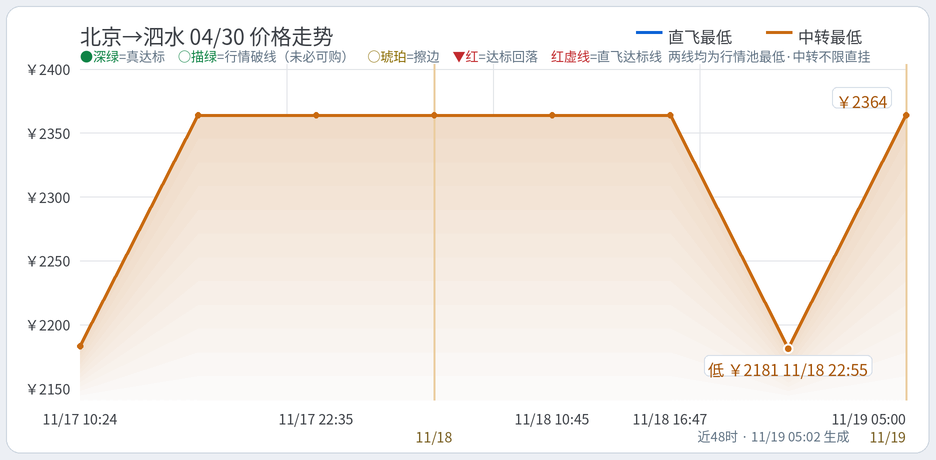 北京→泗水 04/30 价格走势
直飞最低 中转最低
●深绿=真达标 ○描绿=行情破线（未必可购） ○琥珀=擦边 ▼红=达标回落 红虚线=直飞达标线 两线均为行情池最低·中转不限直挂
￥2400
￥2364
￥2350
￥2300
￥2250
￥2200
低 ￥2181 11/18 22:55
￥2150
11/17 10:24 11/17 22:35 11/18 10:45 11/18 16:47 11/19 05:00
11/18 近48时 · 11/19 05:02 生成 11/19